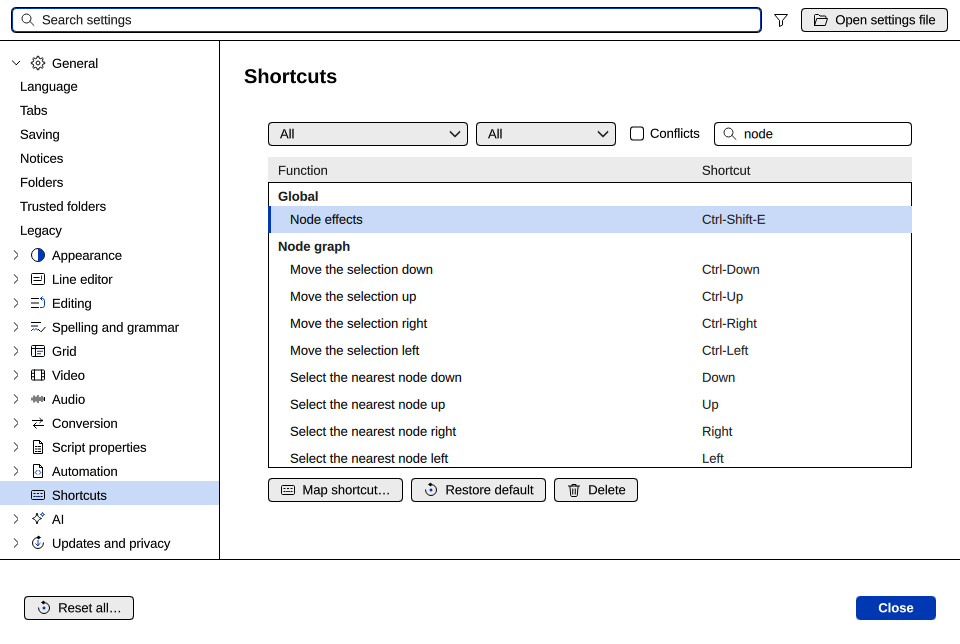 Search settings
Open settings file
General
Language
Tabs
Saving
Notices
Folders
Trusted folders
Legacy
Appearance
Line editor
Editing
Spelling and grammar
Grid
Video
Audio
Conversion
Script properties
Automation
Shortcuts
AI
Updates and privacy
Shortcuts
All All Conflicts node
Function Shortcut
Global
Node effects Ctrl-Shift-E
Node graph
Move the selection down Ctrl-Down
Move the selection up Ctrl-Up
Move the selection right Ctrl-Right
Move the selection left Ctrl-Left
Select the nearest node down Down
Select the nearest node up Up
Select the nearest node right Right
Select the nearest node left Left
Map shortcut… Restore default Delete
Reset all… Close